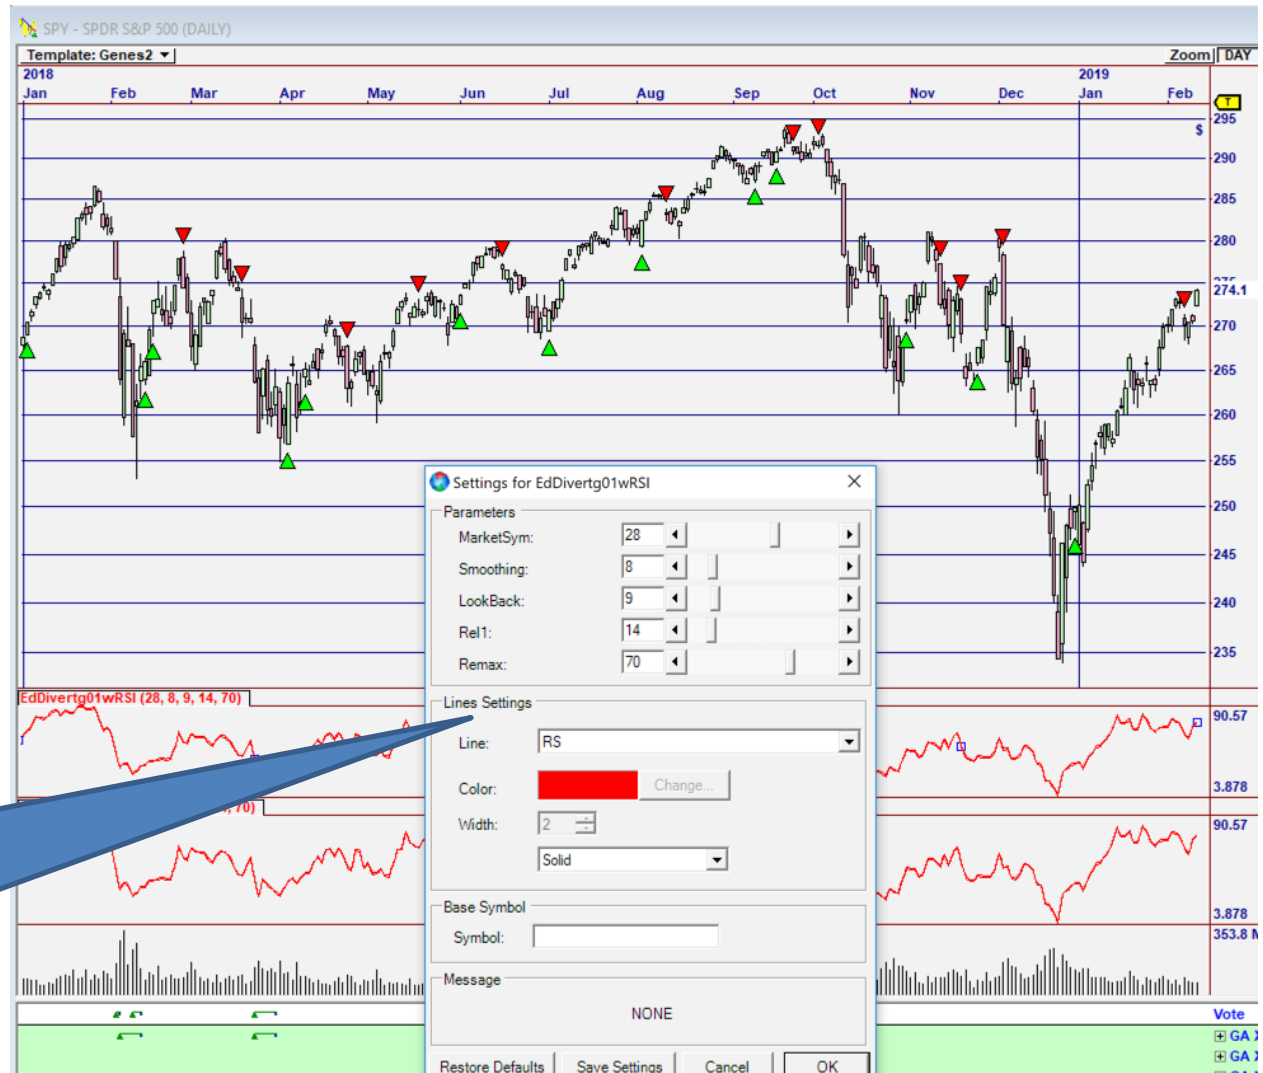 SPY - SPDR S&P 500 (DAILY)
Template: Genes2
Zoom DAY
2018 2019
Jan Feb Mar Apr May Jun Jul Aug Sep Oct Nov Dec Jan Feb
T
295
$
290
285
280
274.1
270
265
260
255
250
245
240
235
Settings for EdDivertg01wRSI
Parameters
MarketSym: 28
Smoothing: 8
LookBack: 9
Rel1: 14
Remax: 70
EdDivertg01wRSI (28, 8, 9, 14, 70)
Lines Settings
90.57
Line: RS
3.878
Color: Change...
70)
90.57
Width: 2
Solid
3.878
Base Symbol
353.8
Symbol:
Message
NONE
Vote
GA
GA
Restore Defaults Save Settings Cancel OK